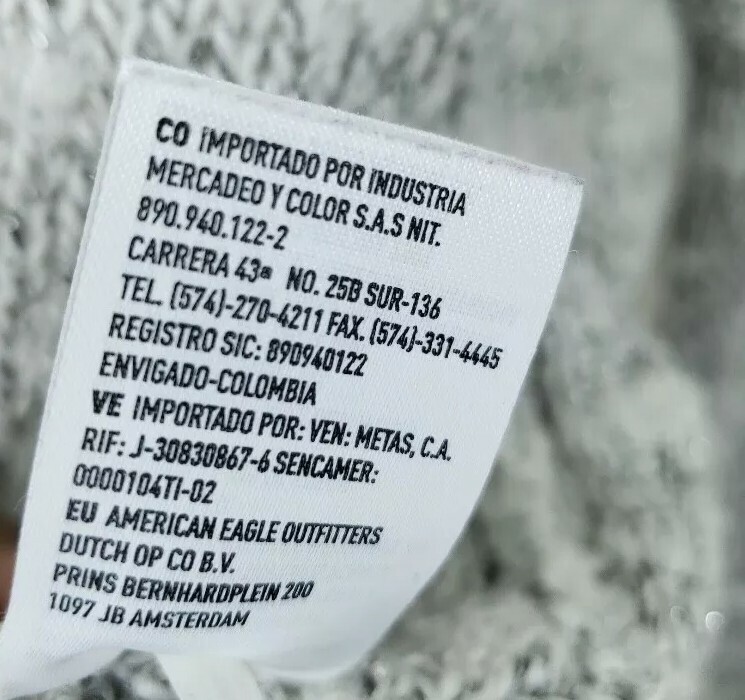 CO IMPORTADO POR INDUSTRIA
MERCADEO Y COLOR S.A.S NIT.
890.940.122-2
CARRERA 43ª NO. 25B SUR-136
TEL. (574)-270-4211 FAX. (574)-331-4445
REGISTRO SIC: 890940122
ENVIGADO-COLOMBIA
VE IMPORTADO POR: VEN: METAS, C.A.
RIF: J-30830867-6 SENCAMER:
0000104TI-02
EU AMERICAN EAGLE OUTFITTERS
DUTCH OP CO B.V.
PRINS BERNHARDPLEIN 200
1097 JB AMSTERDAM